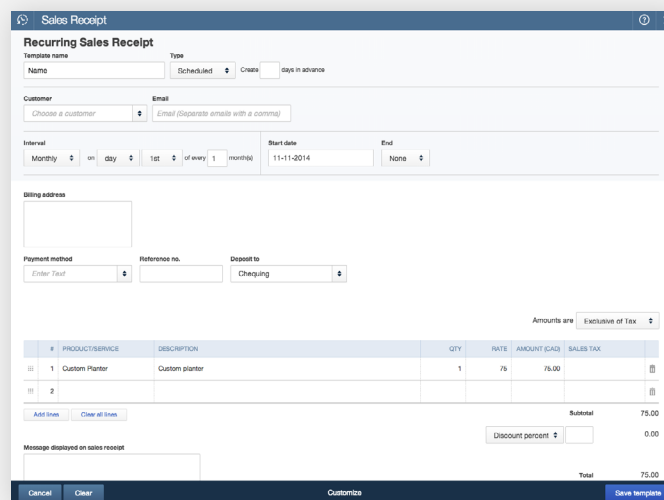 Sales Receipt
Recurring Sales Receipt
Template name Type
Name Scheduled Create days in advance
Customer Email
Choose a customer Email (Separate emails with a comma)
Interval Start date End
Monthly on day 1st of every 1 month(s) 11-11-2014 None
Billing address
Payment method Reference no. Deposit to
Enter Text Chequing
Amounts are Exclusive of Tax
# PRODUCT/SERVICE DESCRIPTION QTY RATE AMOUNT (CAD) SALES TAX
1 Custom Planter Custom planter 1 75 75.00
2
Add lines Clear all lines Subtotal 75.00
Discount percent 0.00
Message displayed on sales receipt
Total 75.00
Cancel Clear Customize Save template